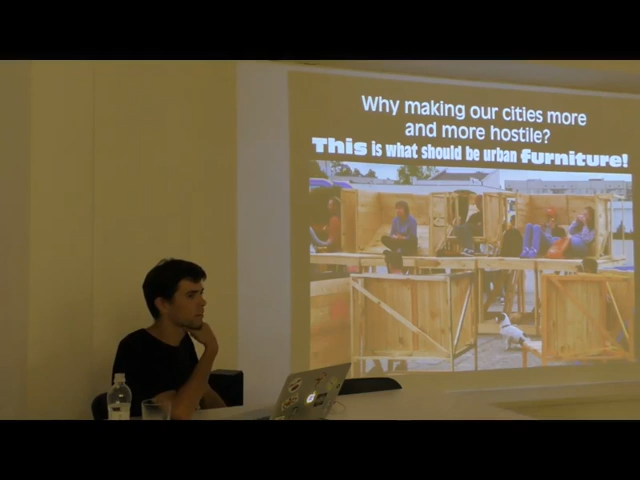 Why making our cities more
and more hostile?
This is what should be urban furniture!